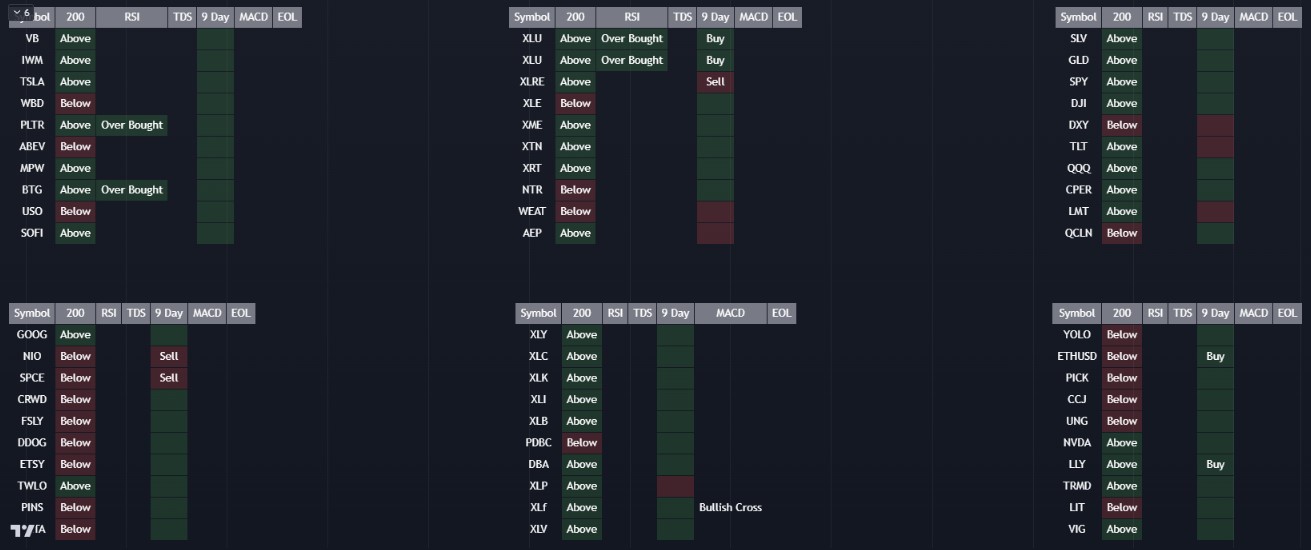 6
Symbol 200 RSI TDS 9 Day MACD EOL
VB Above
IWM Above
TSLA Above
WBD Below
PLTR Above Over Bought
ABEV Below
MPW Above
BTG Above Over Bought
USO Below
SOFI Above
Symbol 200 RSI TDS 9 Day MACD EOL
XLU Above Over Bought Buy
XLU Above Over Bought Buy
XLRE Above Sell
XLE Below
XME Above
XTN Above
XRT Above
NTR Below
WEAT Below
AEP Above
Symbol 200 RSI TDS 9 Day MACD EOL
SLV Above
GLD Above
SPY Above
DJI Above
DXY Below
TLT Above
QQQ Above
CPER Above
LMT Above
QCLN Below
Symbol 200 RSI TDS 9 Day MACD EOL
GOOG Above
NIO Below Sell
SPCE Below Sell
CRWD Below
FSLY Below
DDOG Below
ETSY Below
TWLO Above
PINS Below
Below
Symbol 200 RSI TDS 9 Day MACD EOL
XLY Above
XLC Above
XLK Above
XLI Above
XLB Above
PDBC Below
DBA Above
XLP Above
XLf Above Bullish Cross
XLV Above
Symbol 200 RSI TDS 9 Day MACD EOL
YOLO Below
ETHUSD Below Buy
PICK Below
CCJ Below
UNG Below
NVDA Above
LLY Above Buy
TRMD Above
LIT Below
VIG Above